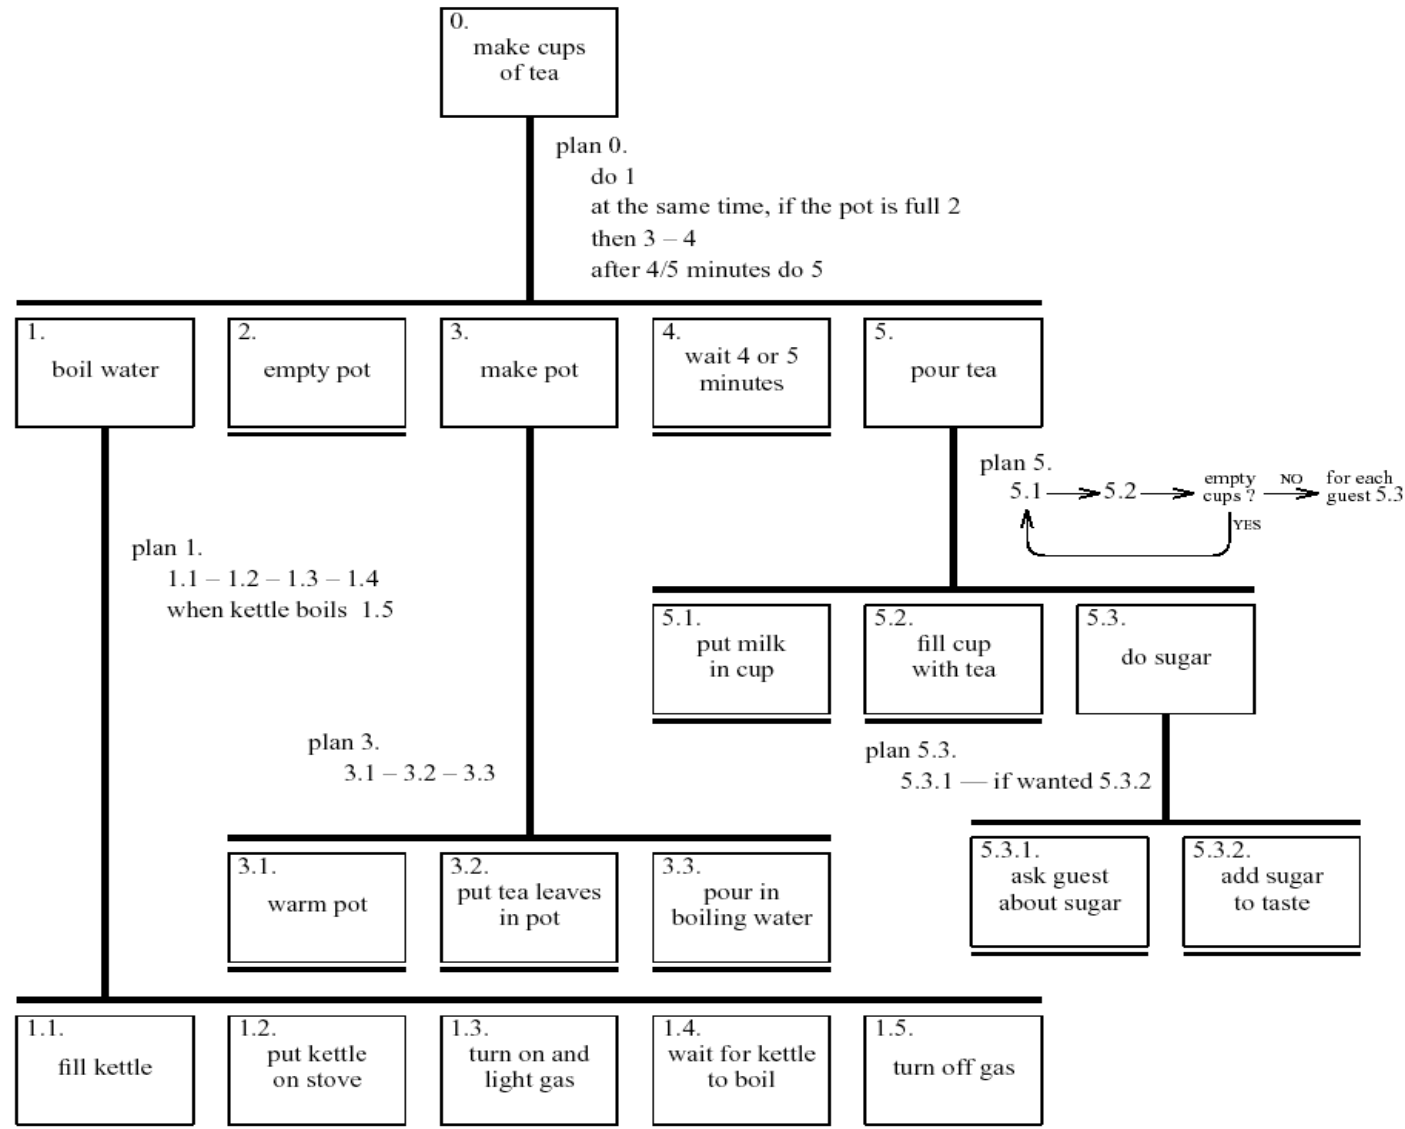 0.
make cups
of tea
plan 0.
do 1
at the same time, if the pot is full 2
then 3 – 4
after 4/5 minutes do 5
1.
boil water
2.
empty pot
3.
make pot
4.
wait 4 or 5
minutes
5.
pour tea
plan 5.
5.1 5.2 empty cups ? NO for each guest 5.3
YES
plan 1.
1.1 – 1.2 – 1.3 – 1.4
when kettle boils 1.5
5.1.
put milk
in cup
5.2.
fill cup
with tea
5.3.
do sugar
plan 3.
3.1 – 3.2 – 3.3
plan 5.3.
5.3.1 — if wanted 5.3.2
3.1.
warm pot
3.2.
put tea leaves
in pot
3.3.
pour in
boiling water
5.3.1.
ask guest
about sugar
5.3.2.
add sugar
to taste
1.1.
fill kettle
1.2.
put kettle
on stove
1.3.
turn on and
light gas
1.4.
wait for kettle
to boil
1.5.
turn off gas